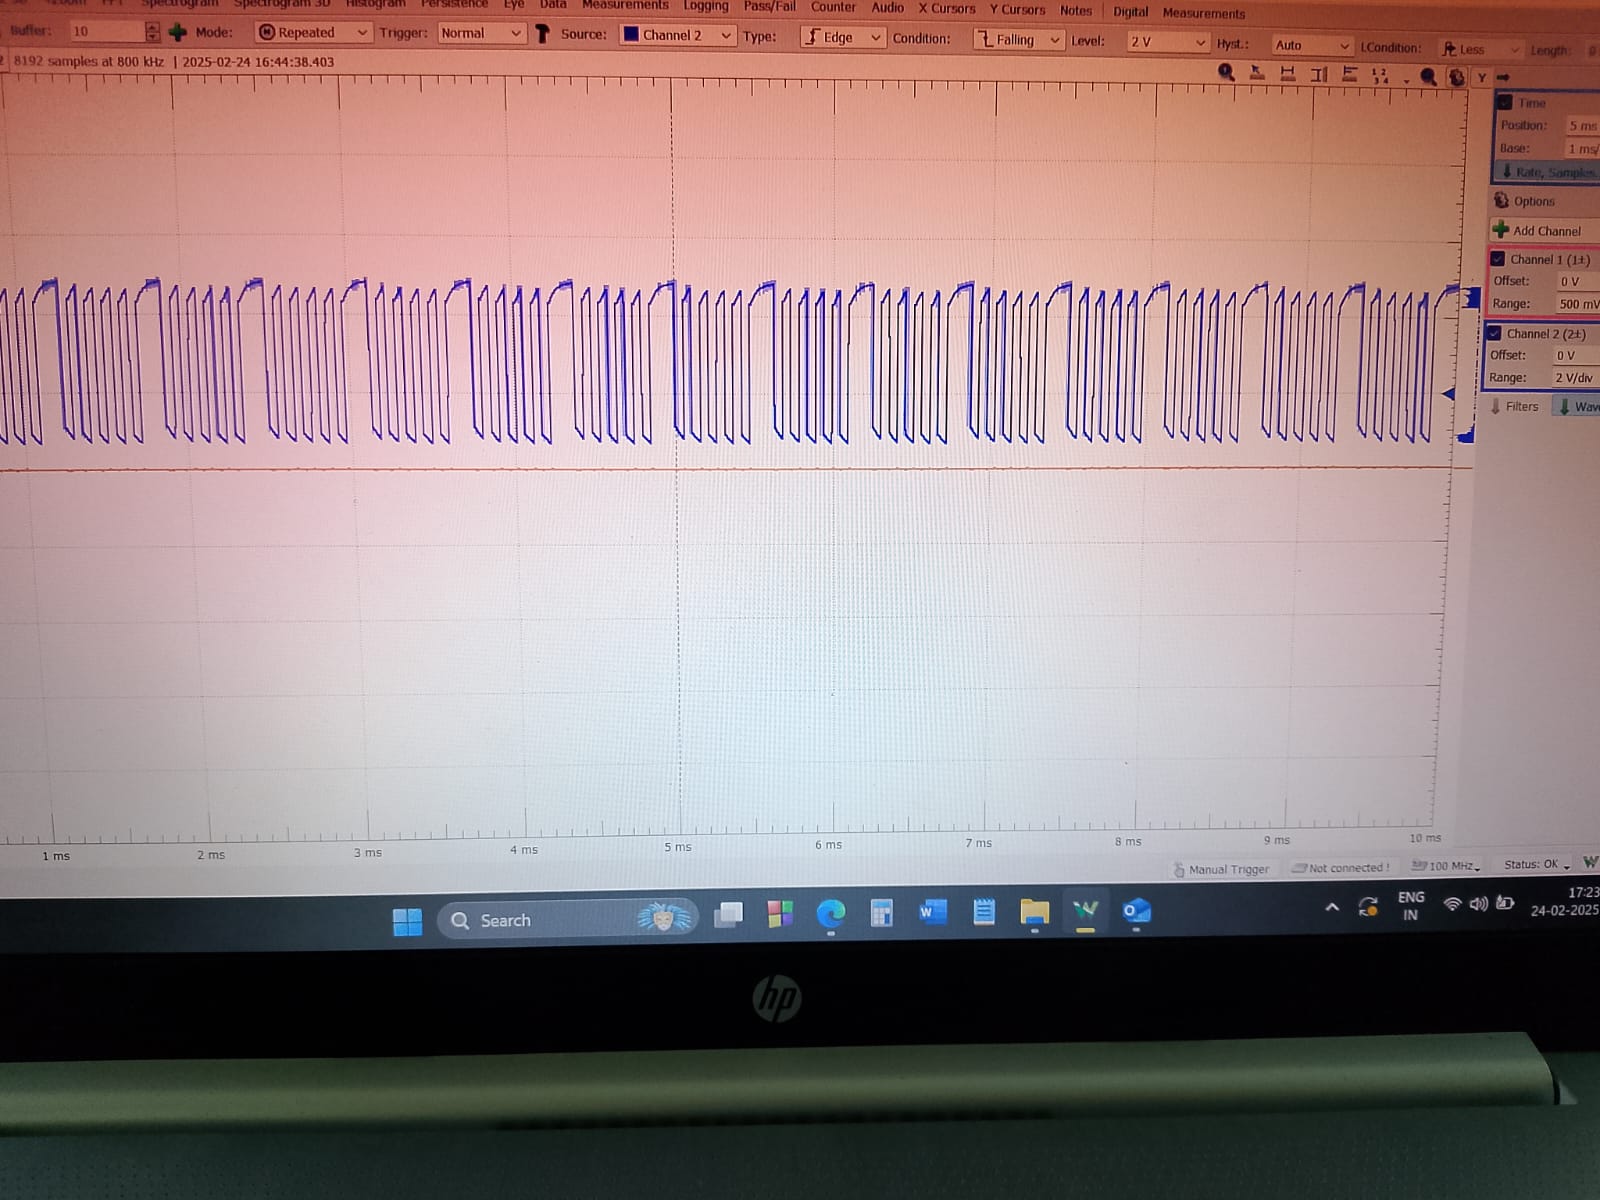 Spectrogram Spectrogram 3D Histogram Persistence Eye Data Measurements Logging Pass/Fail Counter Audio X Cursors Y Cursors Notes Digital Measurements
Buffer: 10 Mode: Repeated Trigger: Normal Source: Channel 2 Type: Edge Condition: Falling Level: 2 V Hyst.: Auto LCondition: Less Length:
8192 samples at 800 kHz | 2025-02-24 16:44:38.403
Y
Time
Position: 5 ms
Base: 1 ms/
Rate, Samples
Options
Add Channel
Channel 1 (1±)
Offset: 0 V
Range: 500 mV
Channel 2 (2±)
Offset: 0 V
Range: 2 V/div
Filters Wave
1 ms 2 ms 3 ms 4 ms 5 ms 6 ms 7 ms 8 ms 9 ms 10 ms
Manual Trigger Not connected ! 100 MHz Status: OK
Search
ENG
IN
17:23
24-02-2025
hp